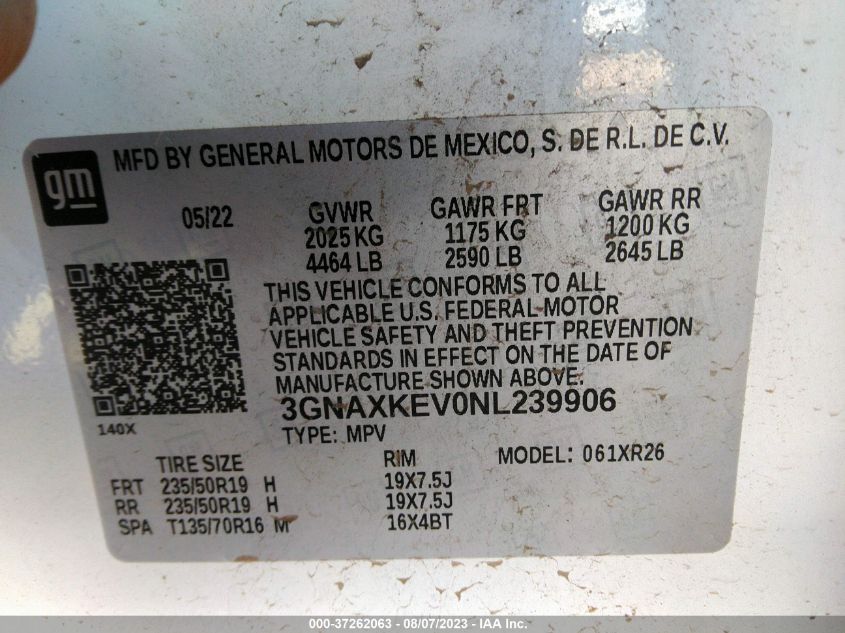 gm
MFD BY GENERAL MOTORS DE MEXICO, S. DE R.L. DE C.V.
05/22 GVWR GAWR FRT GAWR RR
2025 KG 1175 KG 1200 KG
4464 LB 2590 LB 2645 LB
THIS VEHICLE CONFORMS TO ALL
APPLICABLE U.S. FEDERAL MOTOR
VEHICLE SAFETY AND THEFT PREVENTION
STANDARDS IN EFFECT ON THE DATE OF
MANUFACTURE SHOWN ABOVE.
3GNAXKEV0NL239906
140X
TYPE: MPV
TIRE SIZE RIM MODEL: 061XR26
FRT 235/50R19 H 19X7.5J
RR 235/50R19 H 19X7.5J
SPA T135/70R16 M 16X4BT
000-37262063 - 08/07/2023 - IAA Inc.